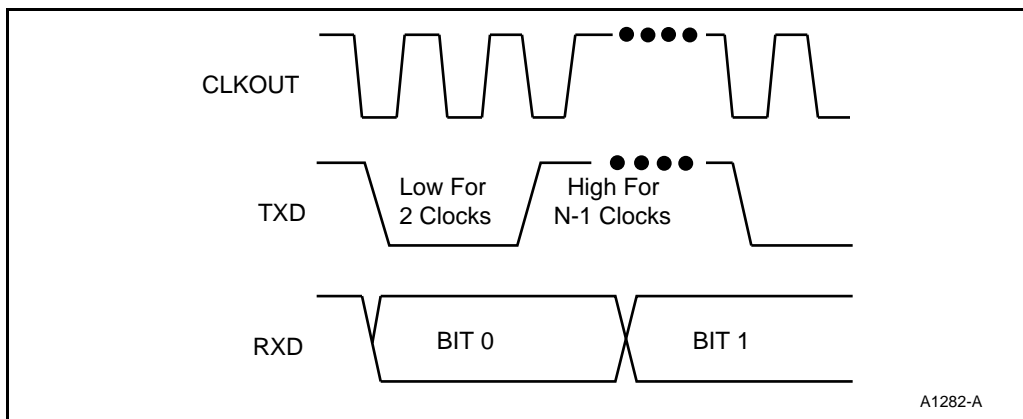 CLKOUT
TXD
Low For
2 Clocks
High For
N-1 Clocks
RXD
BIT 0
BIT 1
A1282-A